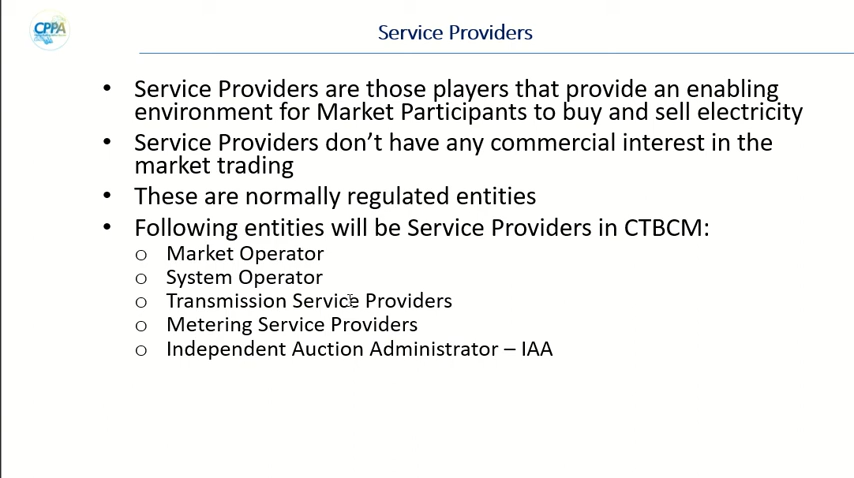 CPPA
Service Providers
• Service Providers are those players that provide an enabling
environment for Market Participants to buy and sell electricity
• Service Providers don't have any commercial interest in the
market trading
• These are normally regulated entities
• Following entities will be Service Providers in CTBCM:
o Market Operator
o System Operator
o Transmission Service Providers
o Metering Service Providers
o Independent Auction Administrator – IAA